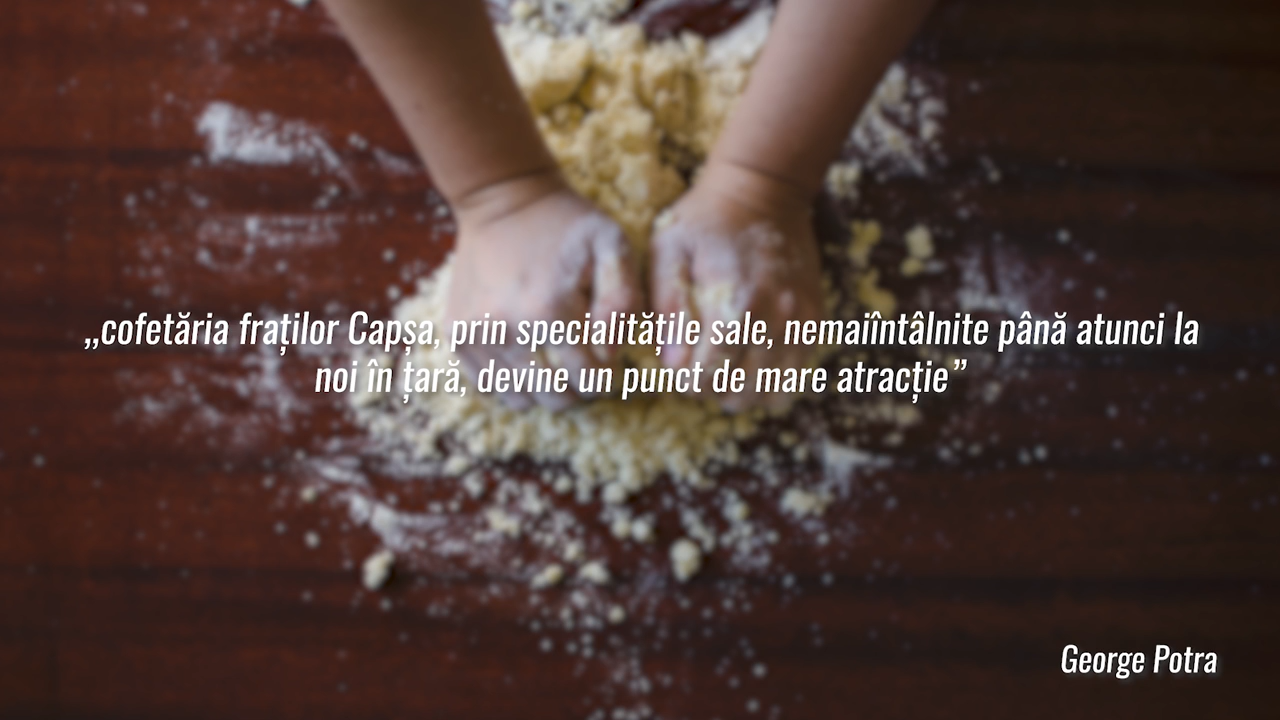 „cofetăria fraților Capșa, prin specialitățile sale, nemaiîntâlnite până atunci la
noi în țară, devine un punct de mare atracție”
George Potra